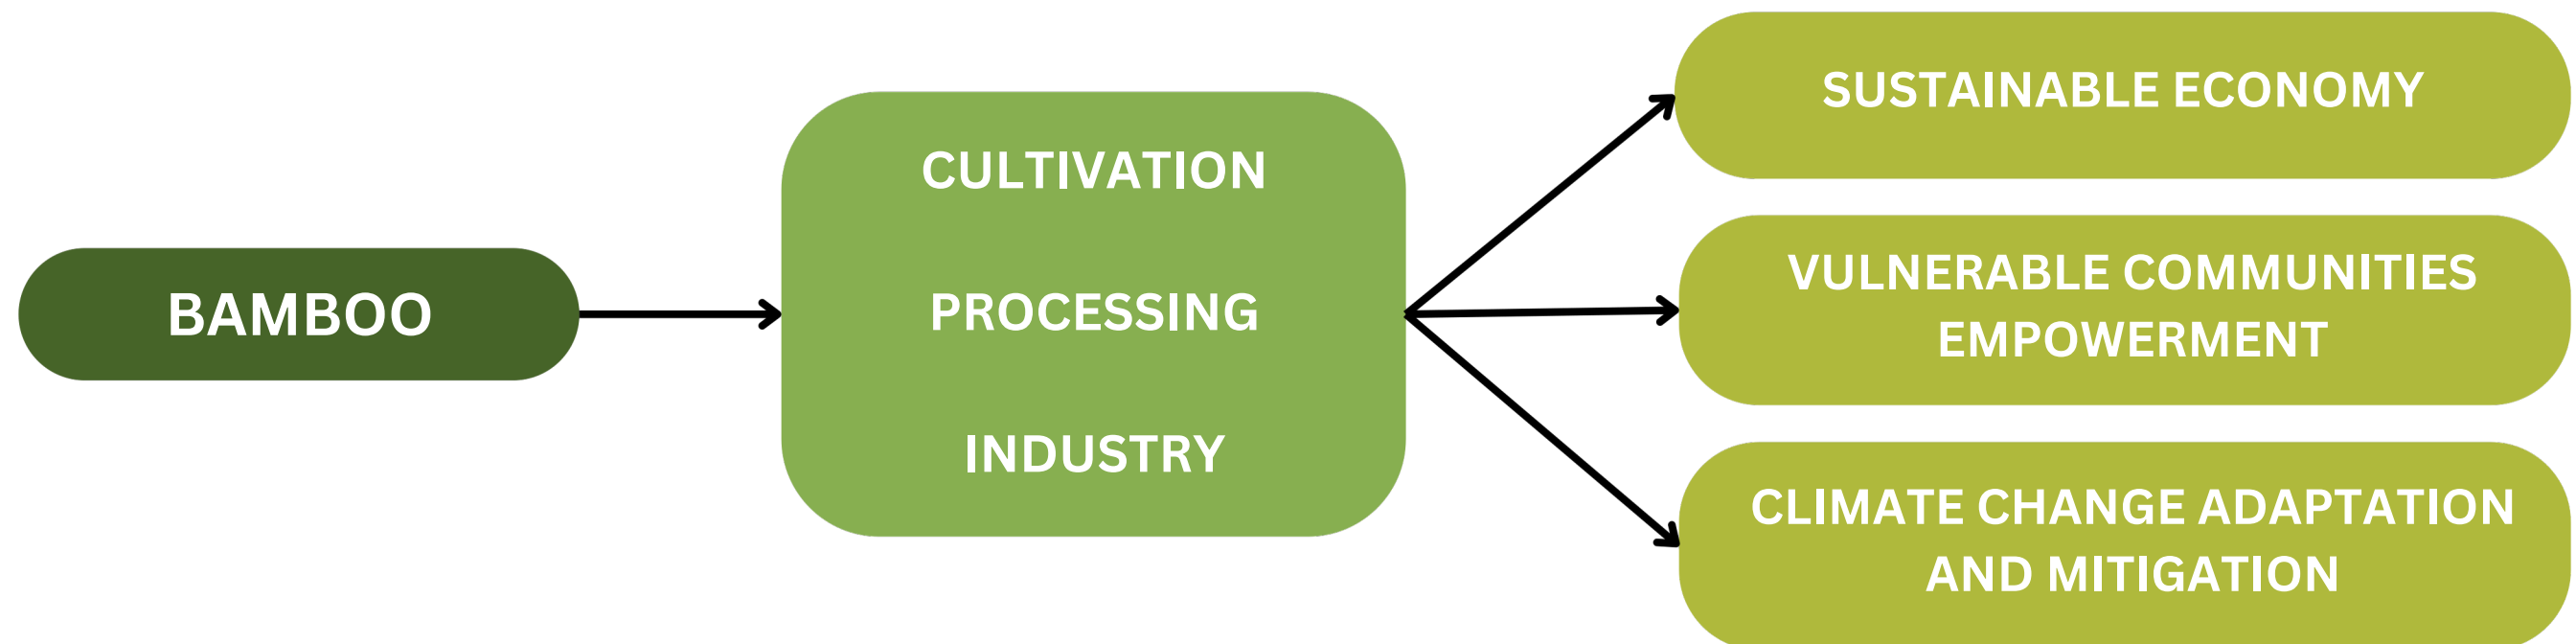 BAMBOO
CULTIVATION
PROCESSING
INDUSTRY
SUSTAINABLE ECONOMY
VULNERABLE COMMUNITIES
EMPOWERMENT
CLIMATE CHANGE ADAPTATION
AND MITIGATION